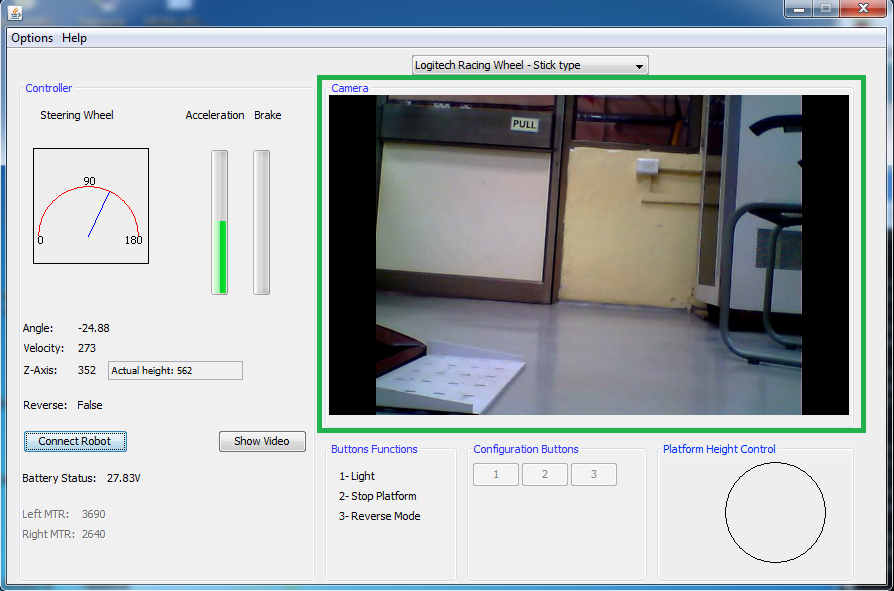 Options Help
Logitech Racing Wheel - Stick type
Controller
Steering Wheel
Acceleration Brake
90
0 180
Angle: -24.88
Velocity: 273
Z-Axis: 352 Actual height: 562
Reverse: False
Connect Robot Show Video
Battery Status: 27.83V
Left MTR: 3690
Right MTR: 2640
Camera
PULL
Buttons Functions
1- Light
2- Stop Platform
3- Reverse Mode
Configuration Buttons
1 2 3
Platform Height Control